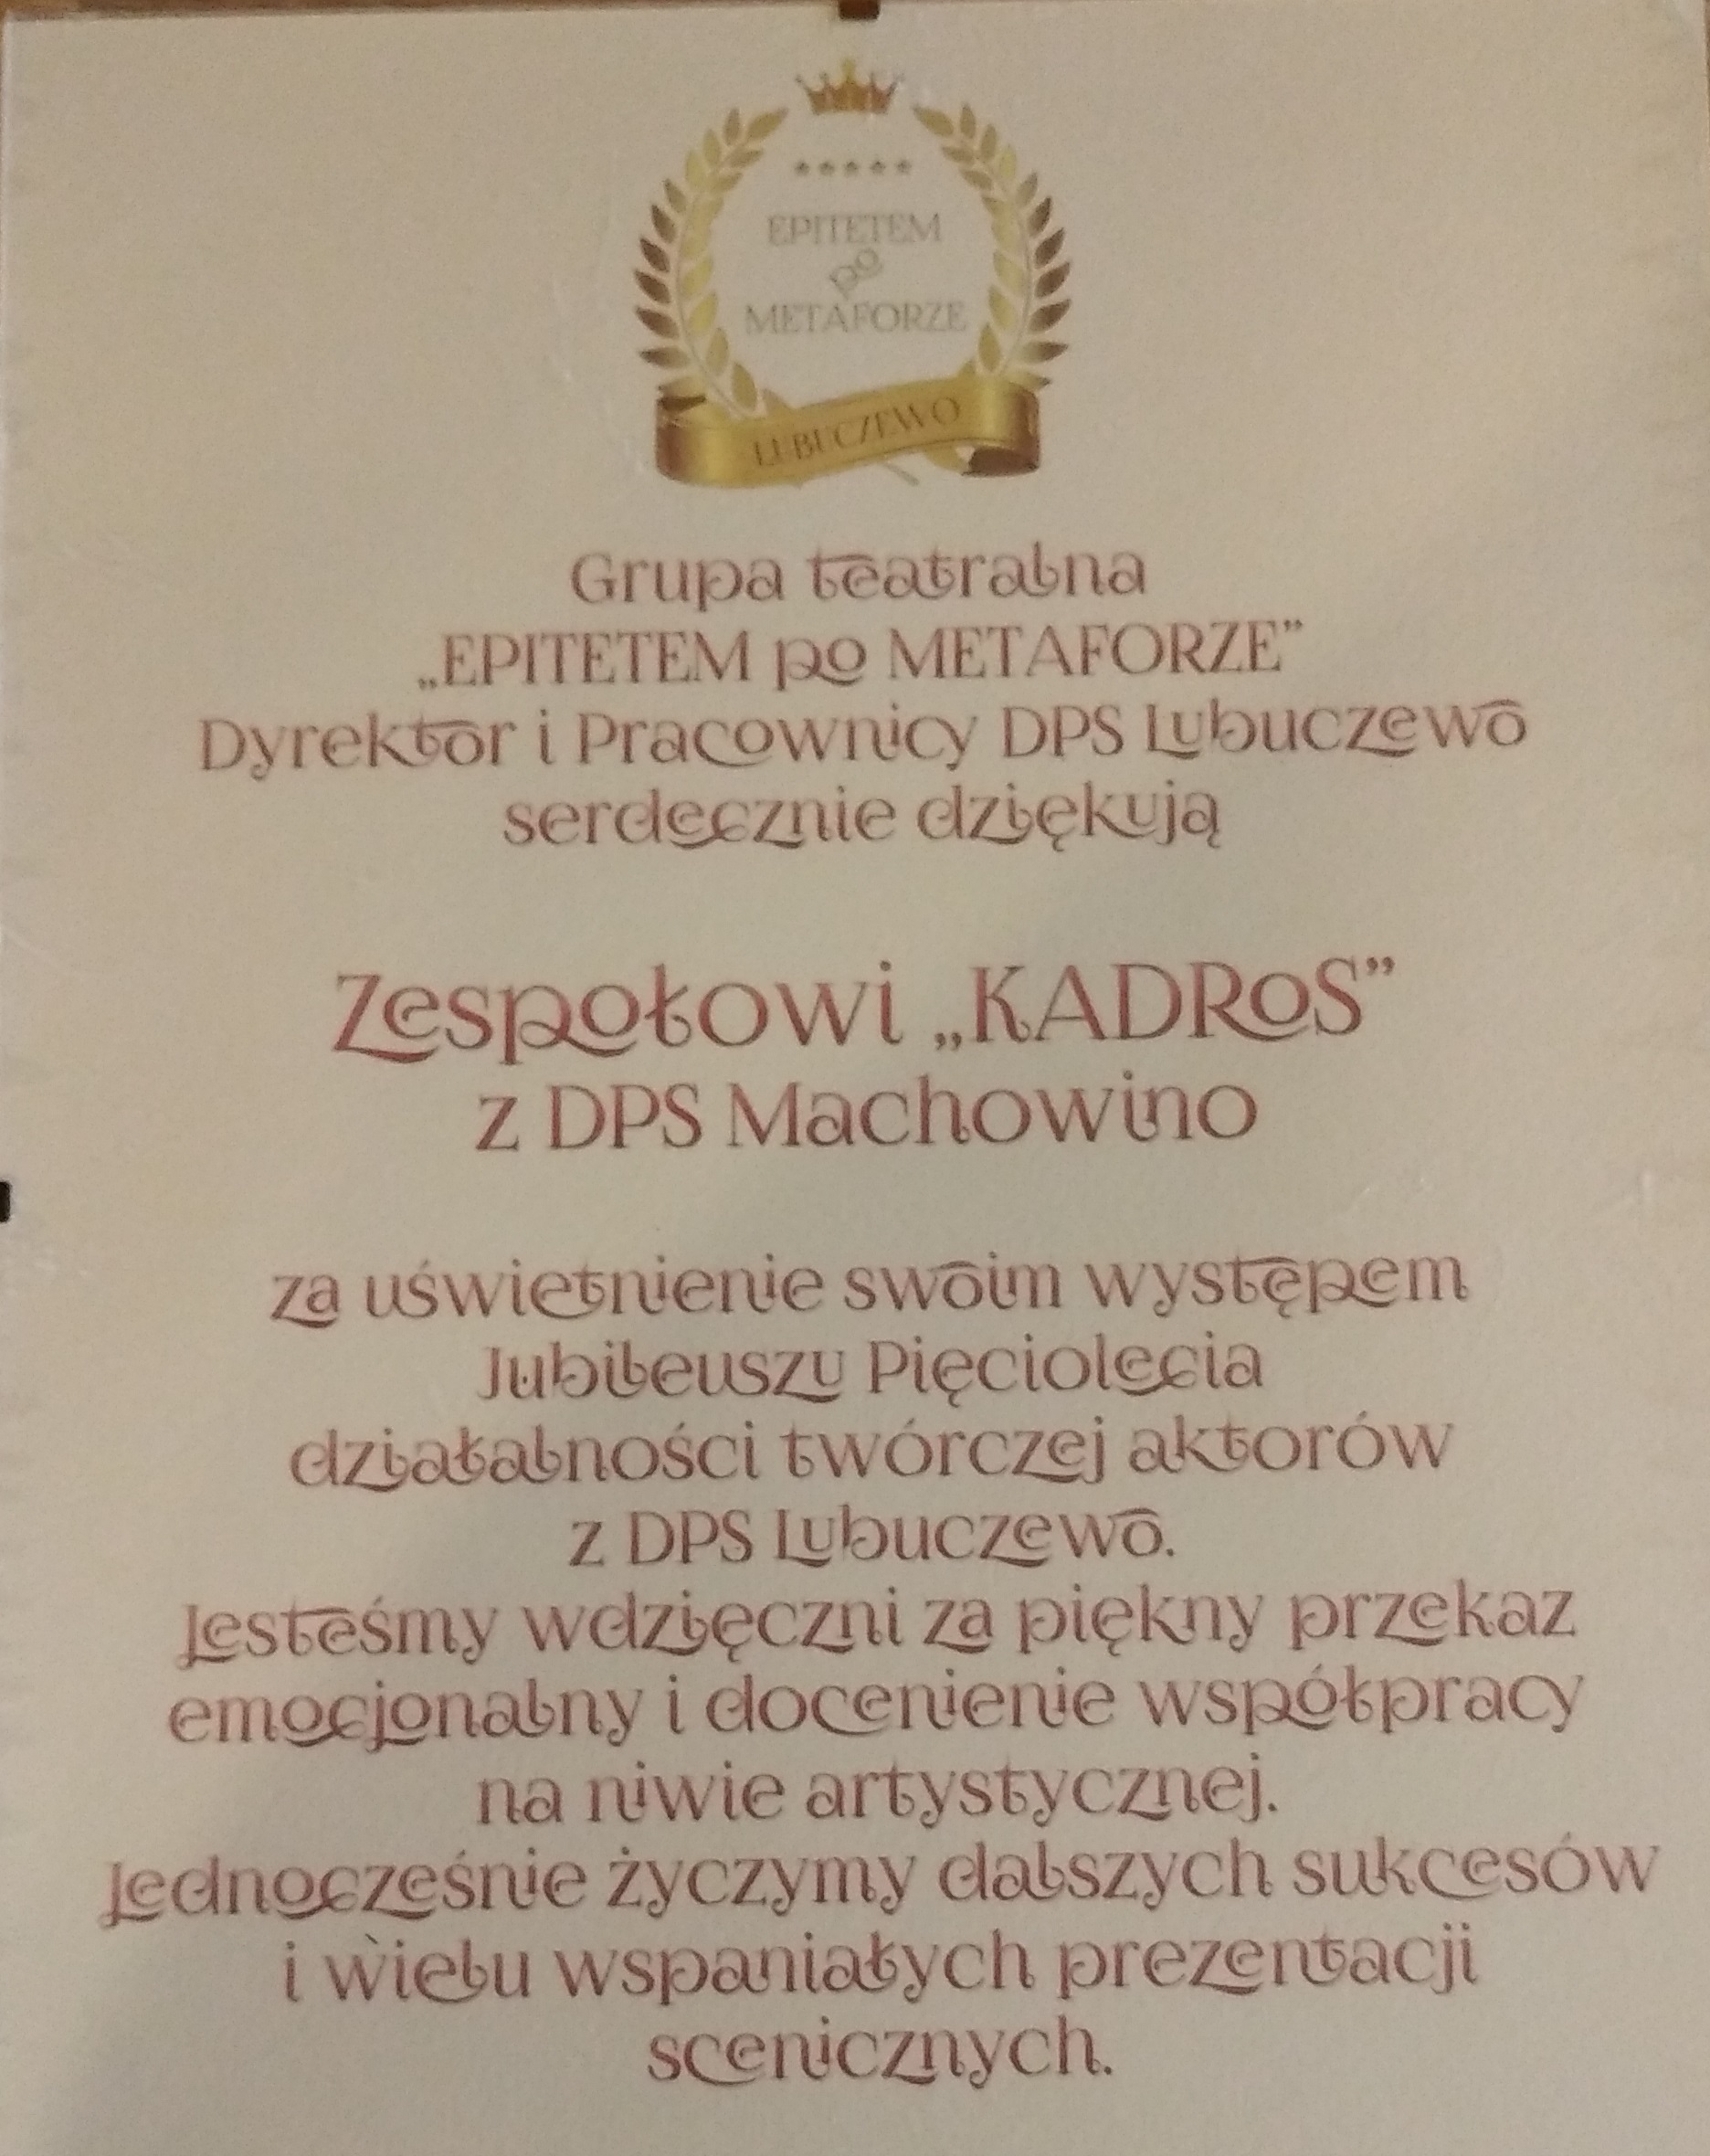 EPITETEM
po
METAFORZE
LUBUCZEWO
Grupa teatralna
„EPITETEM po METAFORZE”
Dyrektor i Pracownicy DPS Lubuczewo
serdecznie dziękują
Zespołowi „KADRoS”
z DPS Machowino
za uświetnienie swoim występem
Jubileuszu Pięciolecia
działalności twórczej aktorów
z DPS Lubuczewo.
Jesteśmy wdzięczni za piękny przekaz
emocjonalny i docenienie współpracy
na niwie artystycznej.
Jednocześnie życzymy dalszych sukcesów
i wielu wspaniałych prezentacji
scenicznych.